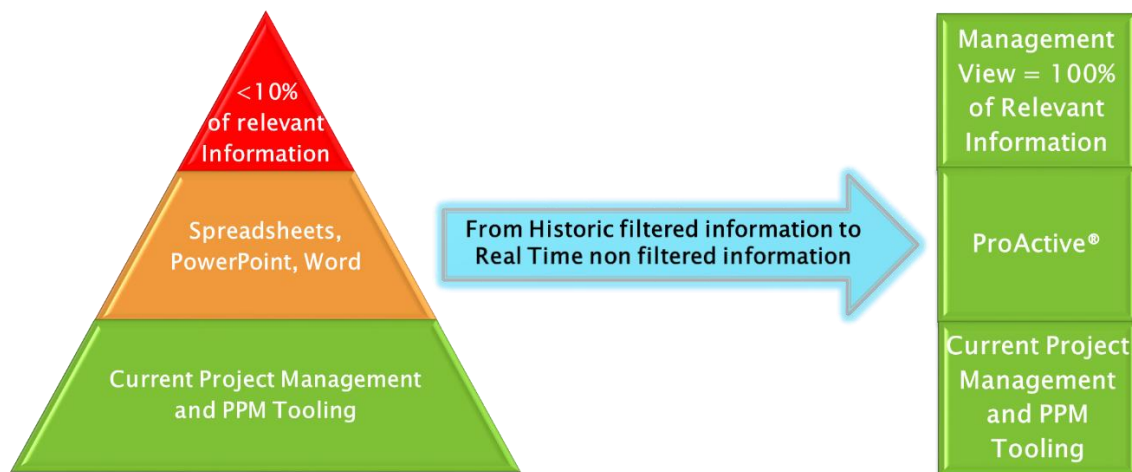 <10%
of relevant
Information
Spreadsheets,
PowerPoint, Word
Current Project Management
and PPM Tooling
From Historic filtered information to
Real Time non filtered information
Management
View = 100%
of Relevant
Information
ProActive®
Current Project
Management
and PPM
Tooling